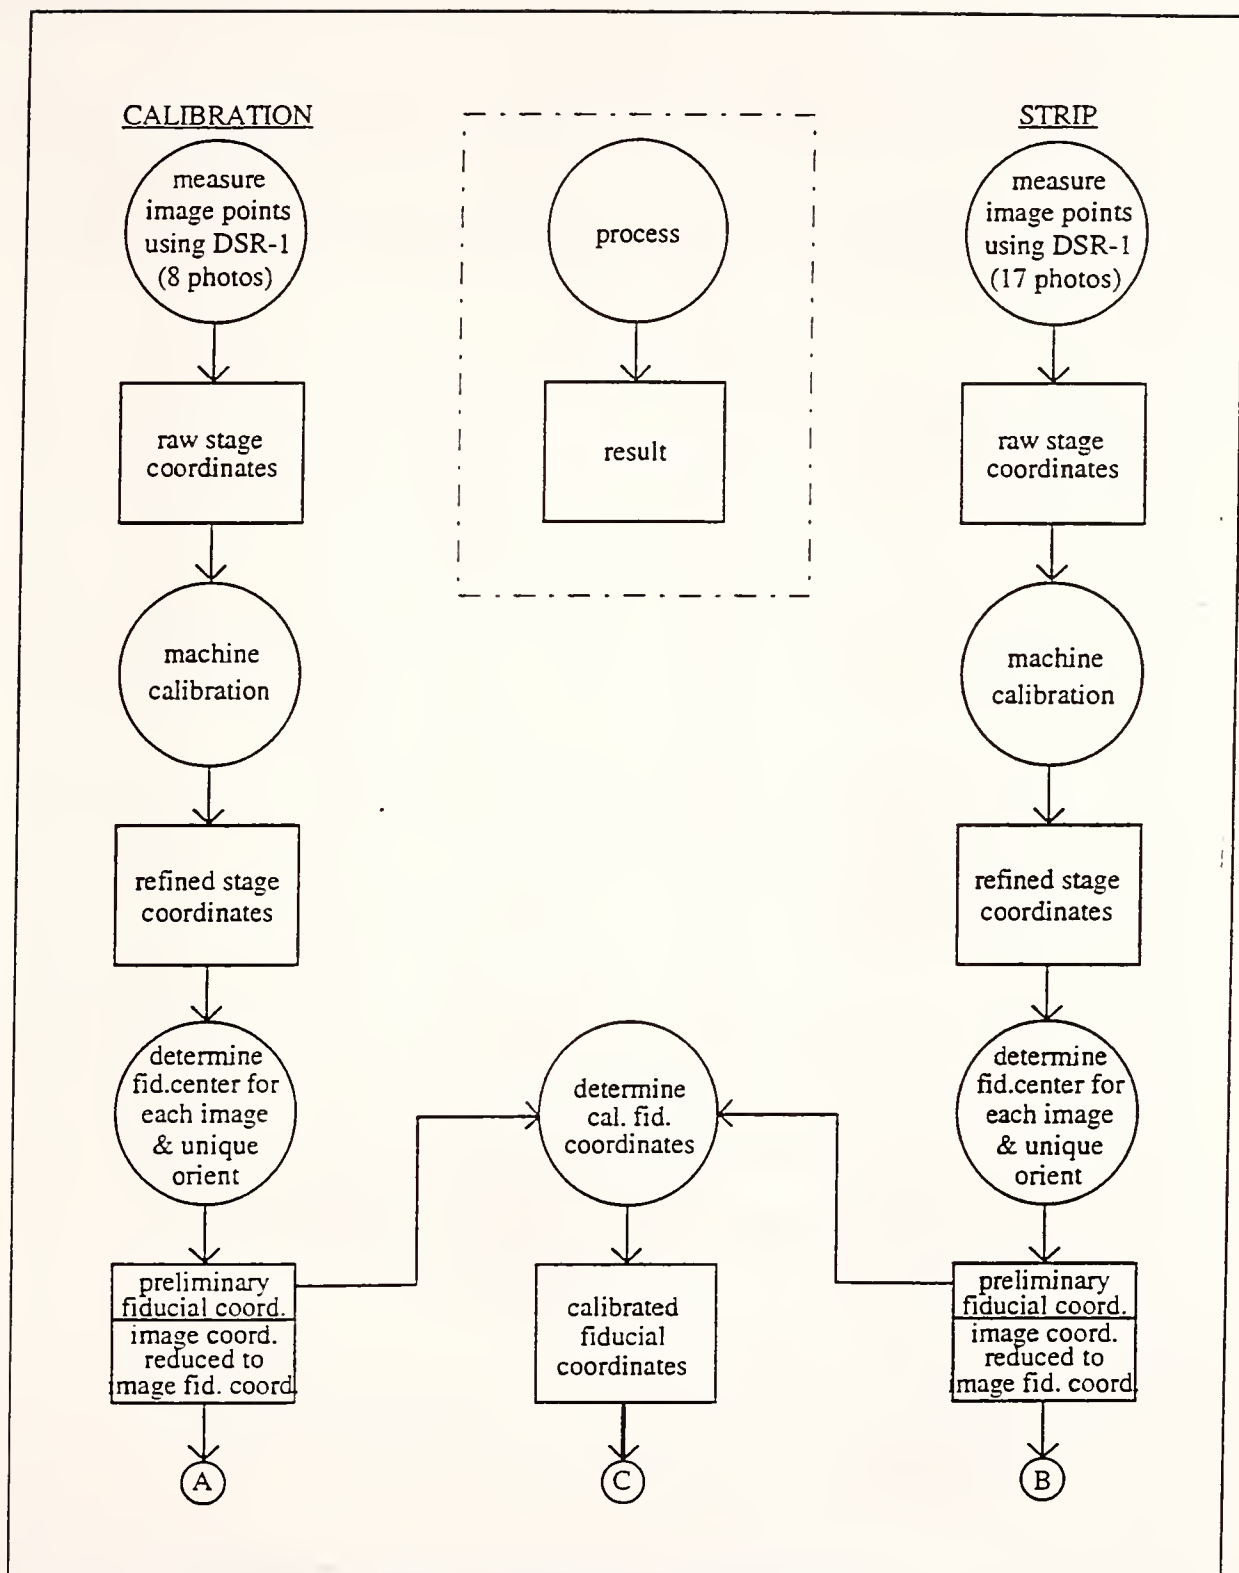 CALIBRATION
measure
image points
using DSR-1
(8 photos)
raw stage
coordinates
machine
calibration
refined stage
coordinates
determine
fid.center for
each image
& unique
orient
preliminary
fiducial coord.
image coord.
reduced to
image fid. coord.
A
process
result
determine
cal. fid.
coordinates
calibrated
fiducial
coordinates
C
STRIP
measure
image points
using DSR-1
(17 photos)
raw stage
coordinates
machine
calibration
refined stage
coordinates
determine
fid.center for
each image
& unique
orient
preliminary
fiducial coord.
image coord.
reduced to
image fid. coord.
B